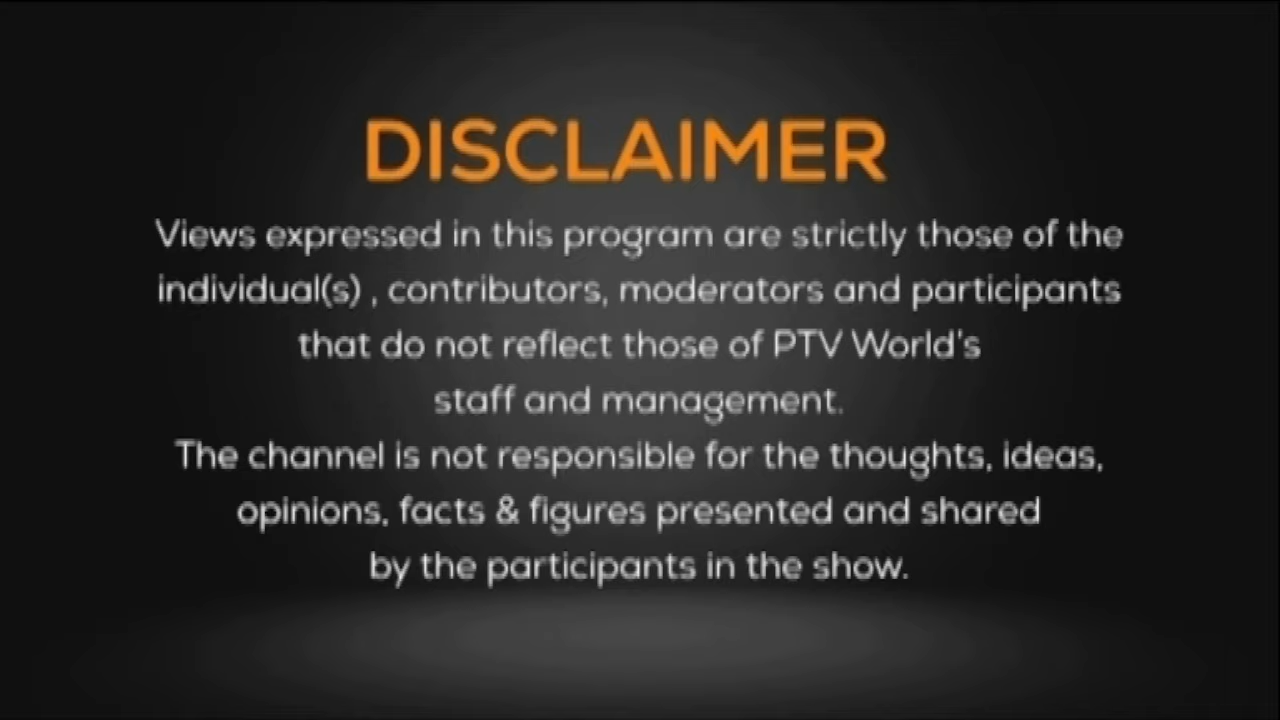 DISCLAIMER
Views expressed in this program are strictly those of the
individual(s) , contributors, moderators and participants
that do not reflect those of PTV World's
staff and management.
The channel is not responsible for the thoughts, ideas,
opinions, facts & figures presented and shared
by the participants in the show.